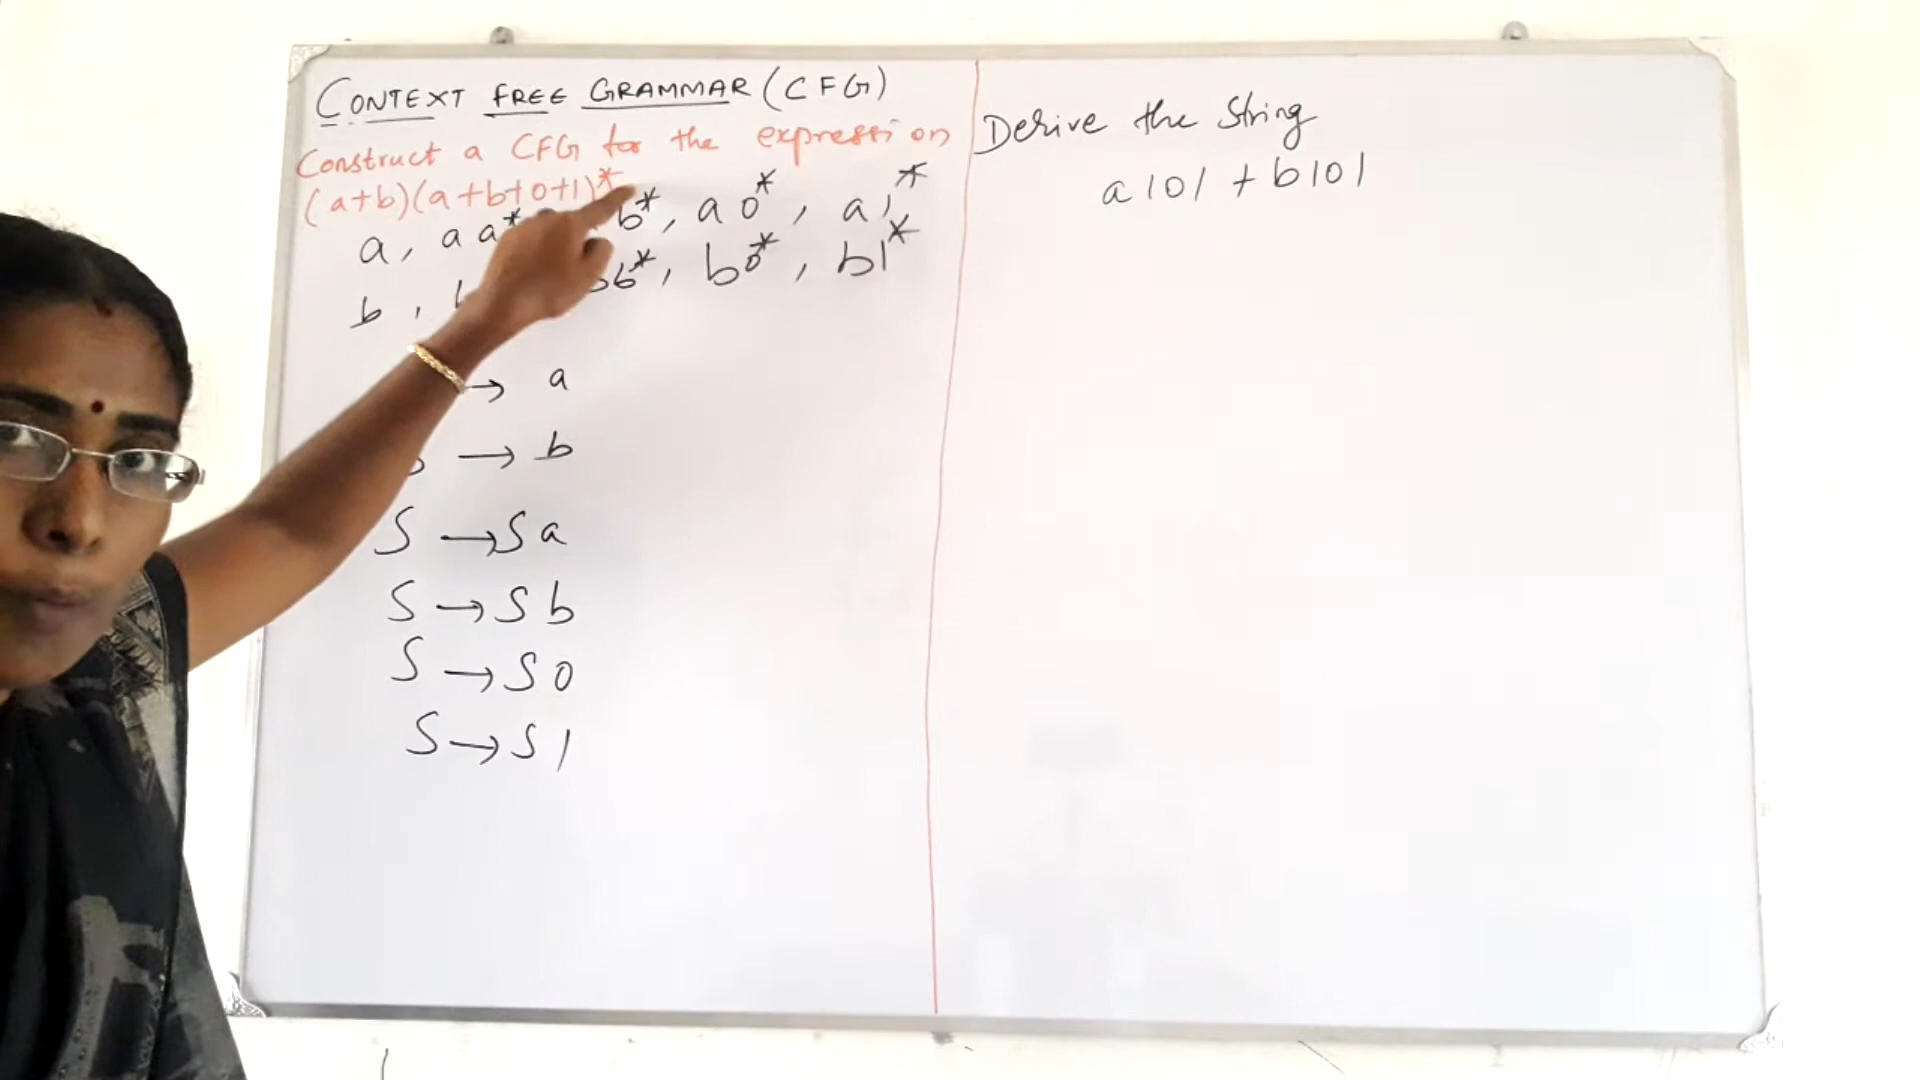 CONTEXT FREE GRAMMAR (CFG)
Construct a CFG for the expression
(a+b)(a+b+0+1)*
a, aa* b*, a0*, a1*
b, bb*, b0*, b1*
→ a
→ b
S → Sa
S → Sb
S → S0
S → S1
Derive the String
a101 + b101